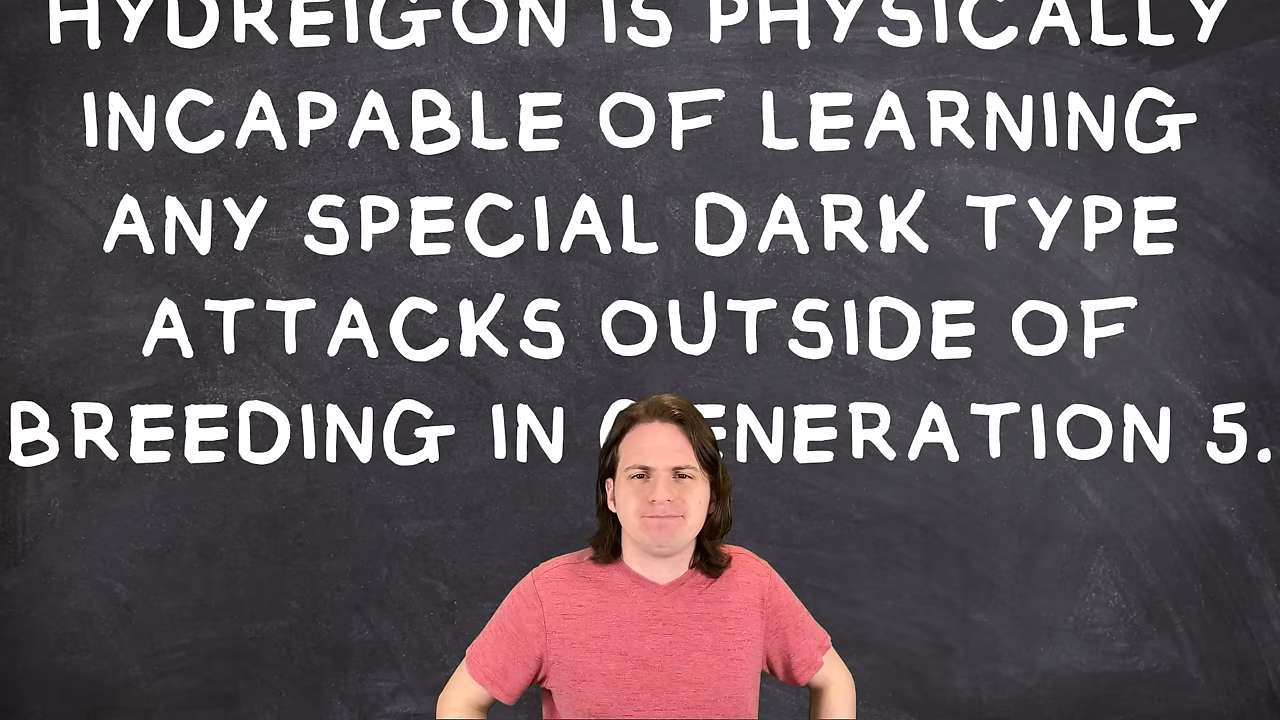 HYDREIGON IS PHYSICALLY
INCAPABLE OF LEARNING
ANY SPECIAL DARK TYPE
ATTACKS OUTSIDE OF
BREEDING IN GENERATION 5.